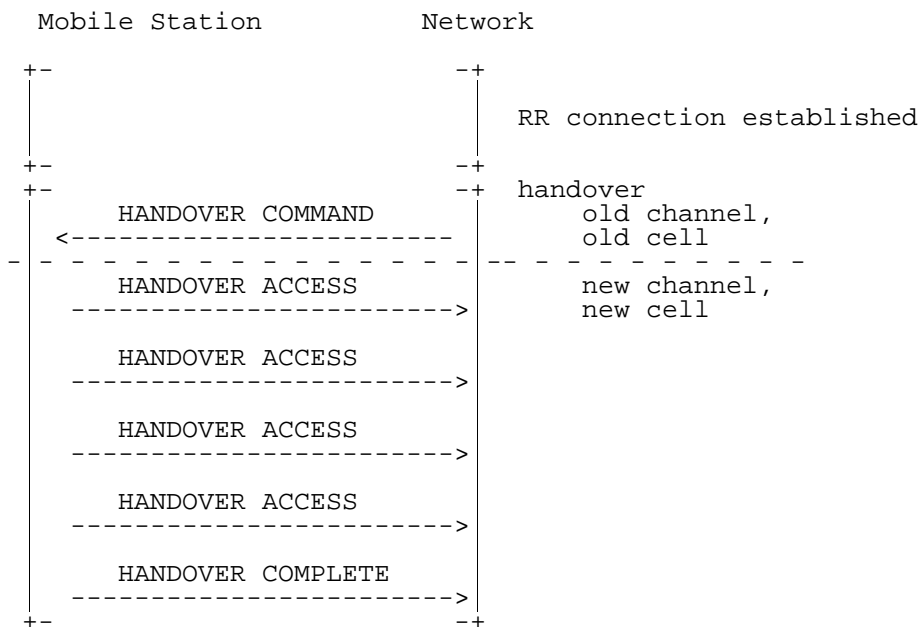 Mobile Station Network
RR connection established
handover
HANDOVER COMMAND old channel,
old cell
HANDOVER ACCESS new channel,
new cell
HANDOVER ACCESS
HANDOVER ACCESS
HANDOVER ACCESS
HANDOVER COMPLETE